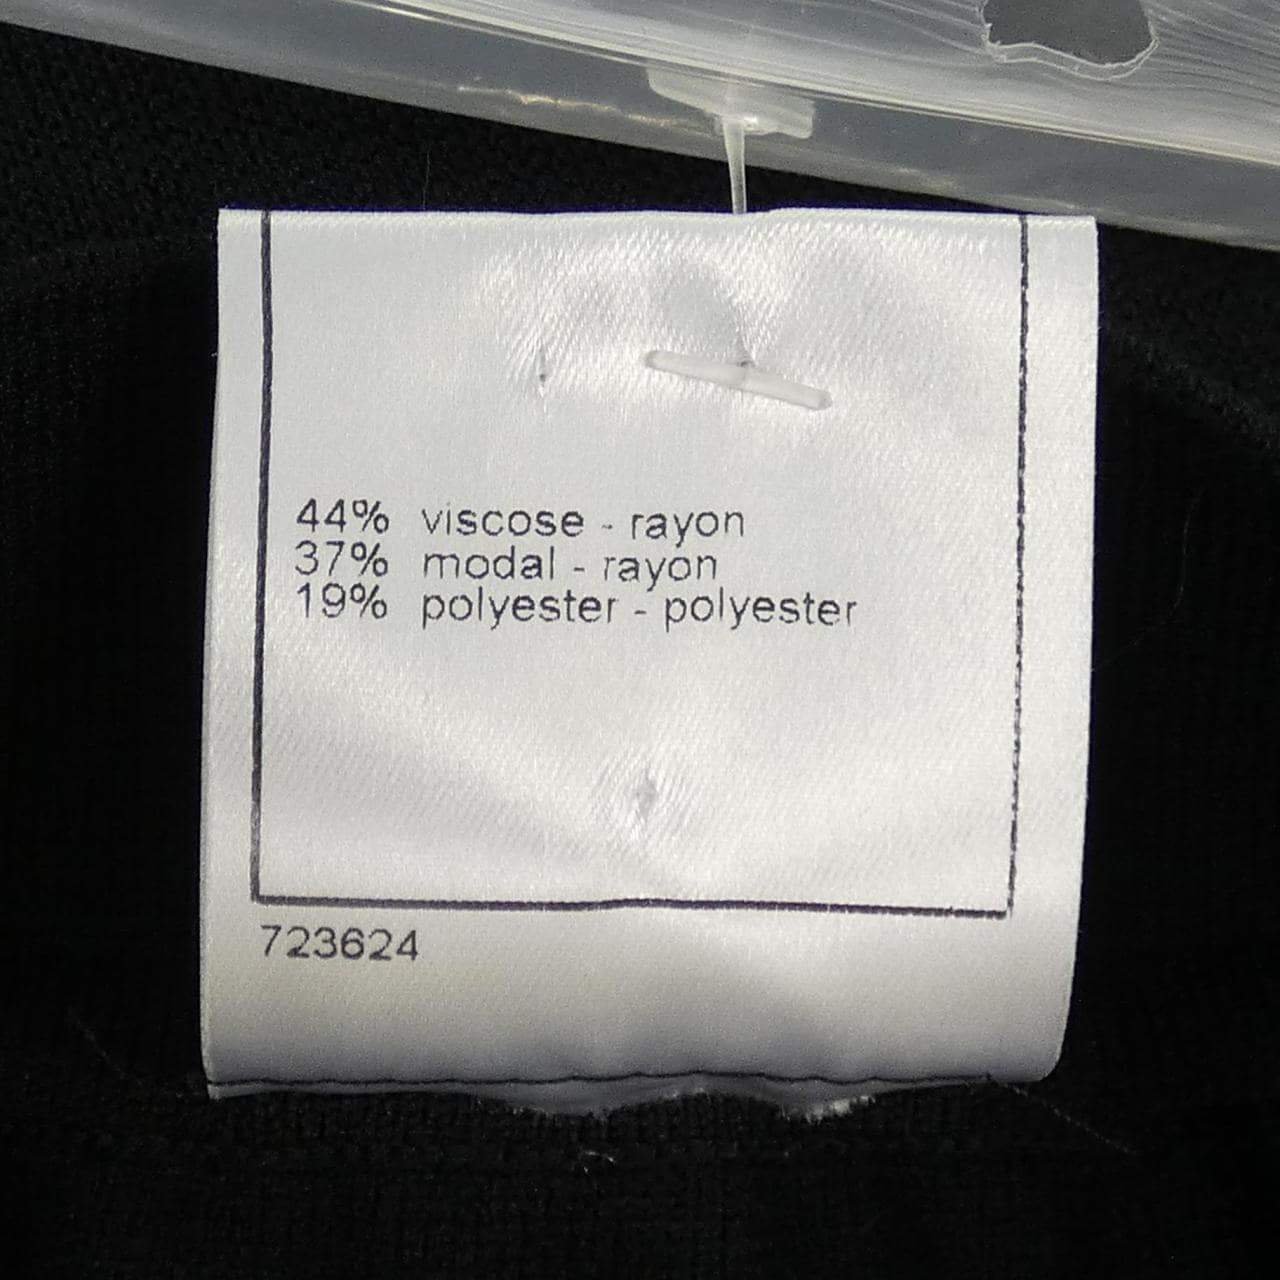 44% viscose - rayon
37% modal - rayon
19% polyester - polyester
723624